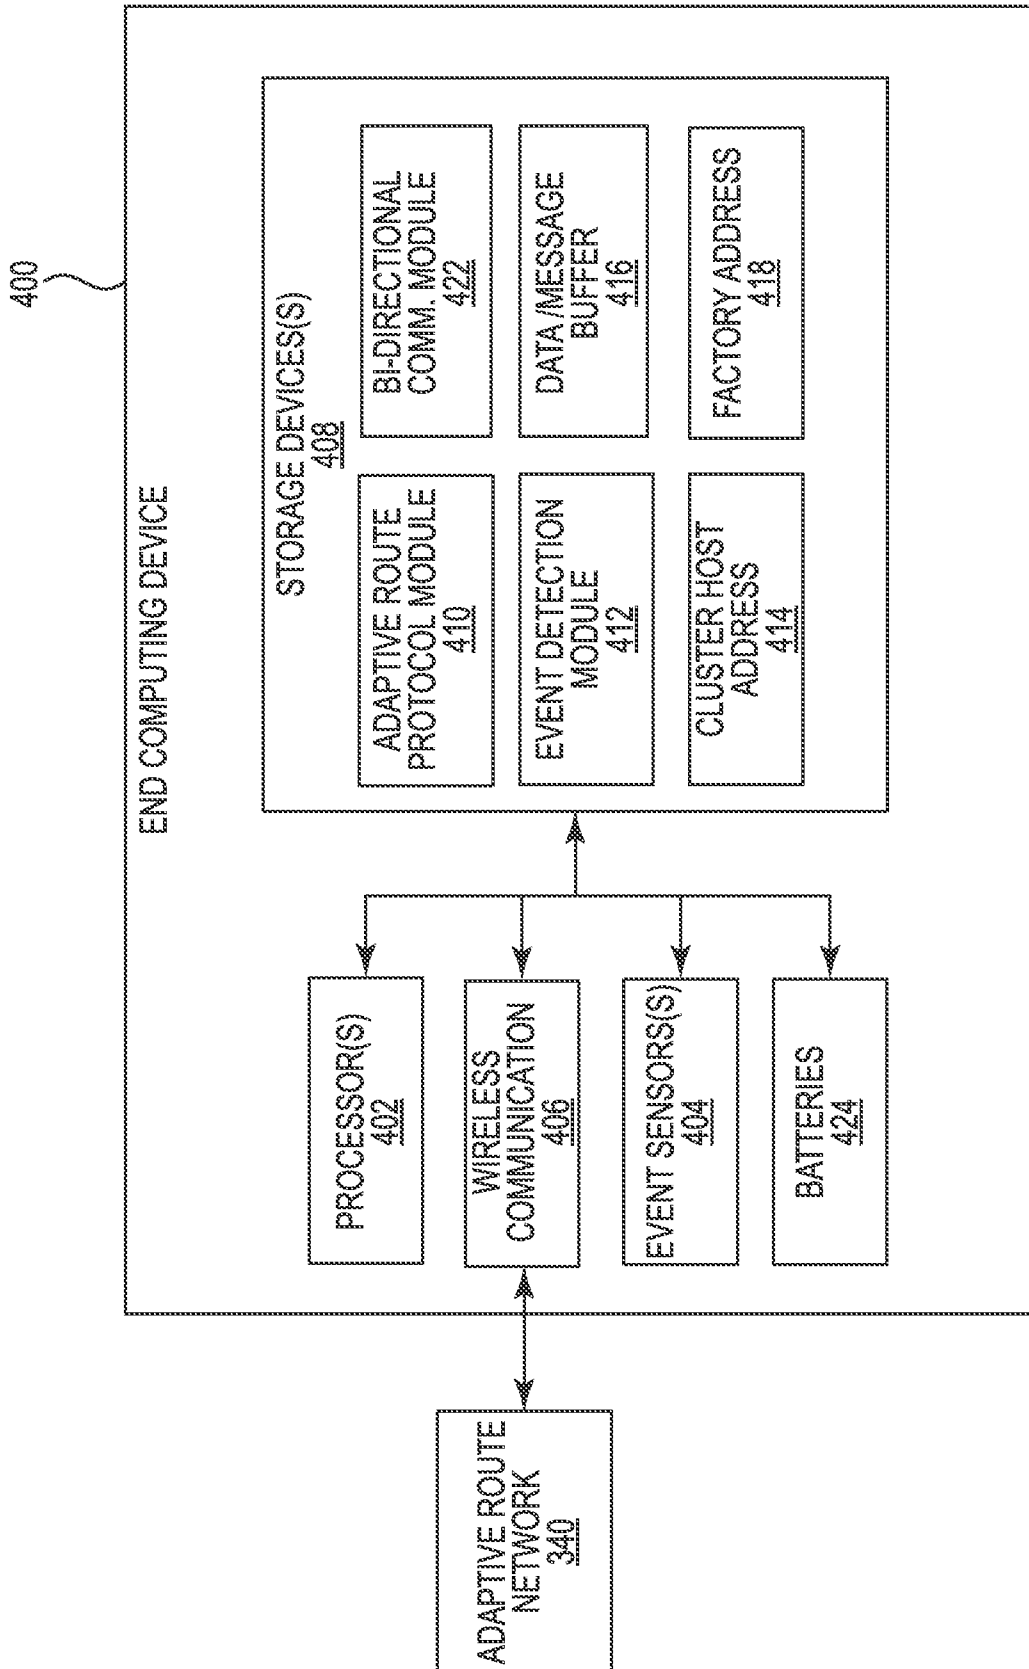 400
END COMPUTING DEVICE
STORAGE DEVICES(S)
408
ADAPTIVE ROUTE
PROTOCOL MODULE
410
BI-DIRECTIONAL
COMM. MODULE
422
EVENT DETECTION
MODULE
412
DATA /MESSAGE
BUFFER
416
CLUSTER HOST
ADDRESS
414
FACTORY ADDRESS
418
PROCESSOR(S)
402
WIRELESS
COMMUNICATION
406
EVENT SENSORS(S)
404
BATTERIES
424
ADAPTIVE ROUTE
NETWORK
340